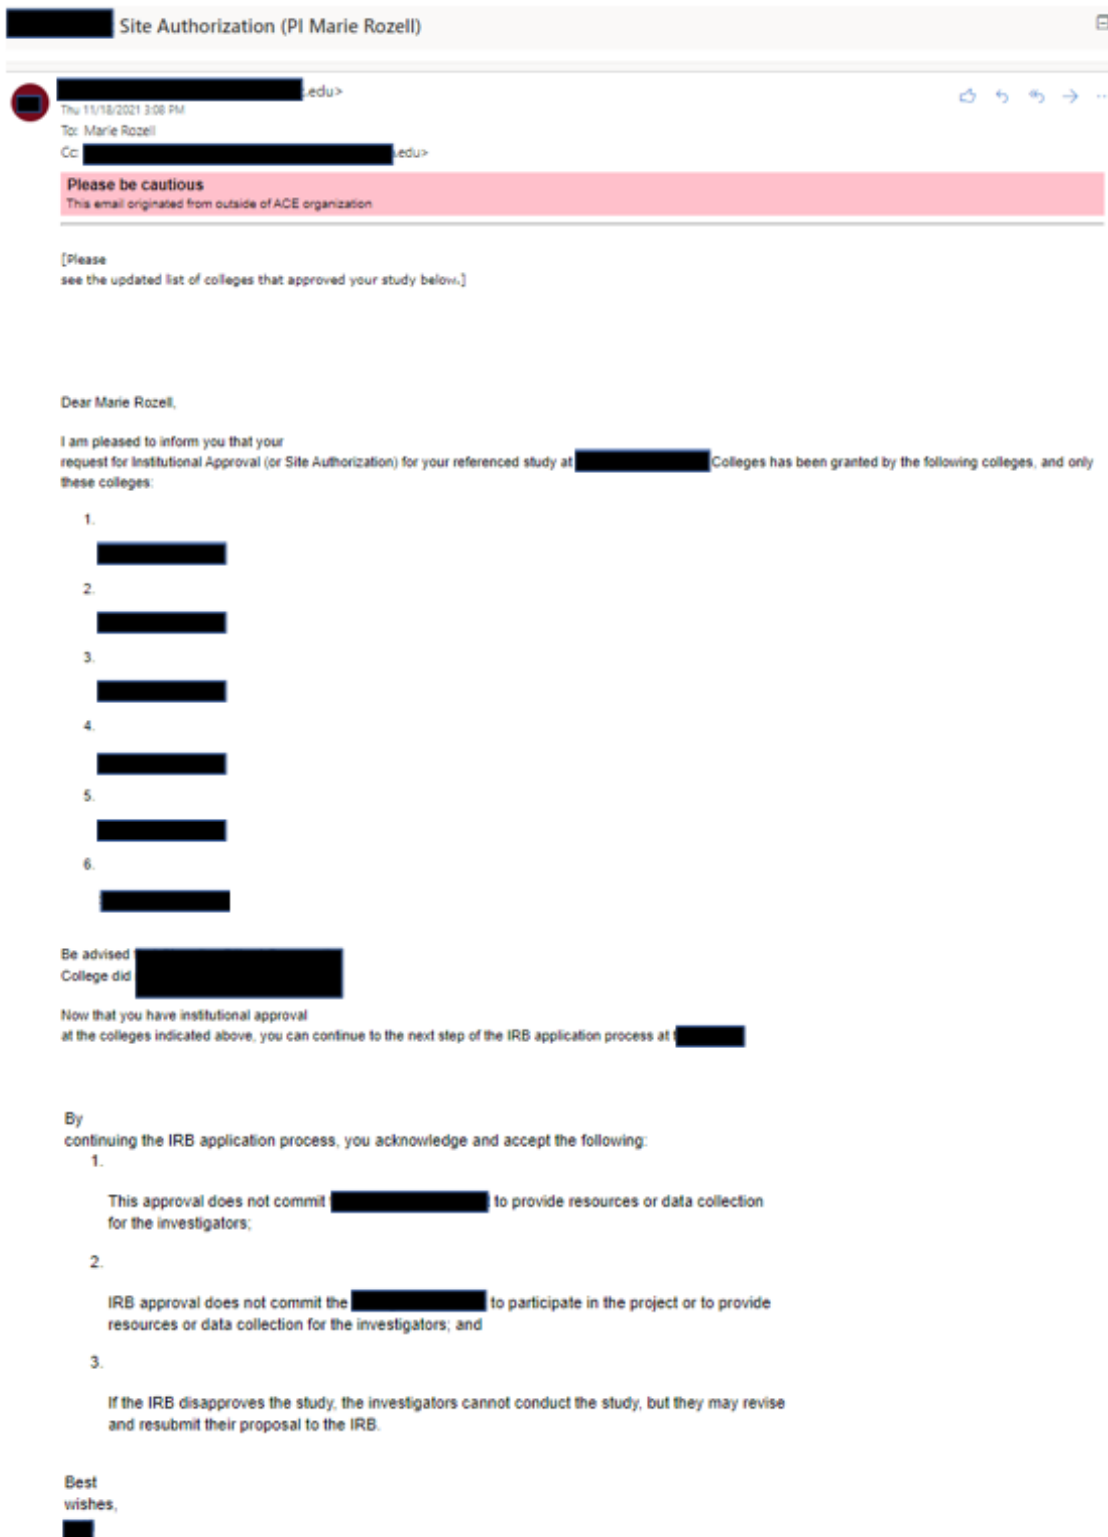 Site Authorization (PI Marie Rozell)
.edu>
Thu 11/18/2021 3:08 PM
To: Marie Rozell
Cc: edu>
Please be cautious
This email originated from outside of ACE organization
[Please
see the updated list of colleges that approved your study below.]
Dear Marie Rozell,
I am pleased to inform you that your
request for Institutional Approval (or Site Authorization) for your referenced study at Colleges has been granted by the following colleges, and only
these colleges:
1.
2.
3.
4.
5.
6.
Be advised
College did
Now that you have institutional approval
at the colleges indicated above, you can continue to the next step of the IRB application process at
By
continuing the IRB application process, you acknowledge and accept the following:
1.
This approval does not commit to provide resources or data collection
for the investigators;
2.
IRB approval does not commit the to participate in the project or to provide
resources or data collection for the investigators; and
3.
If the IRB disapproves the study, the investigators cannot conduct the study, but they may revise
and resubmit their proposal to the IRB.
Best
wishes,